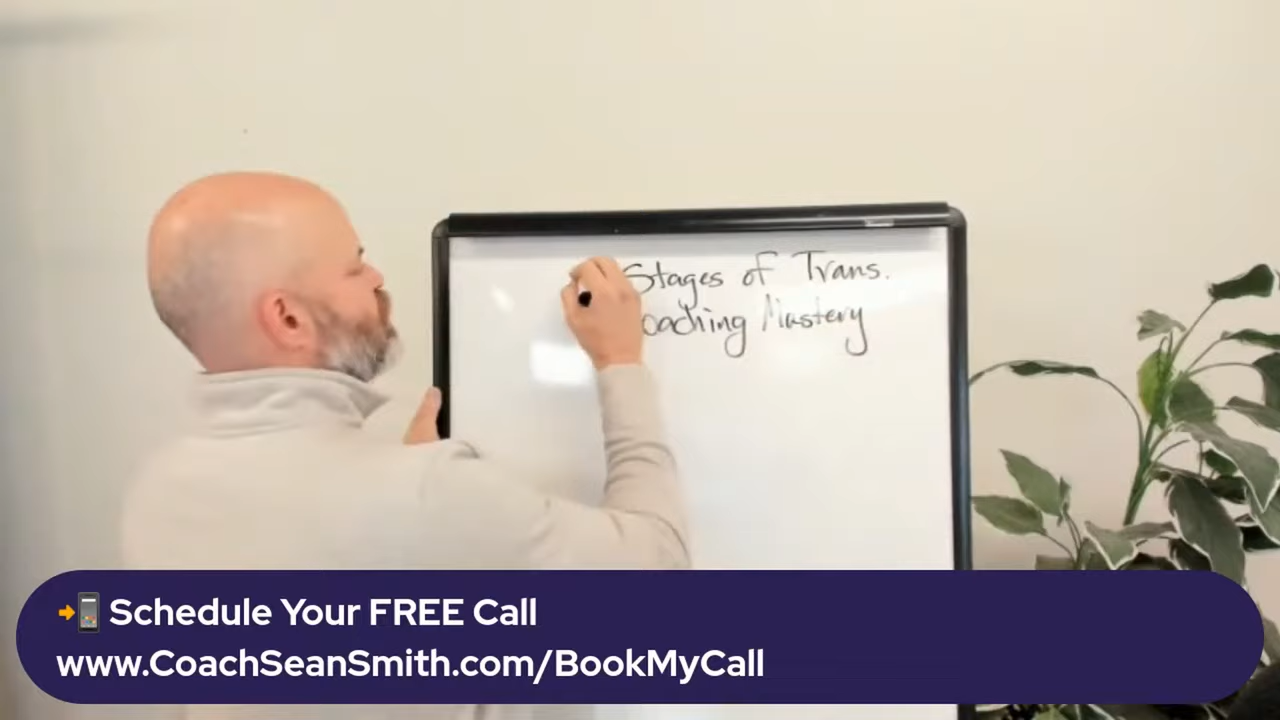 Stages of Trans.
oaching Mastery
📲 Schedule Your FREE Call
www.CoachSeanSmith.com/BookMyCall